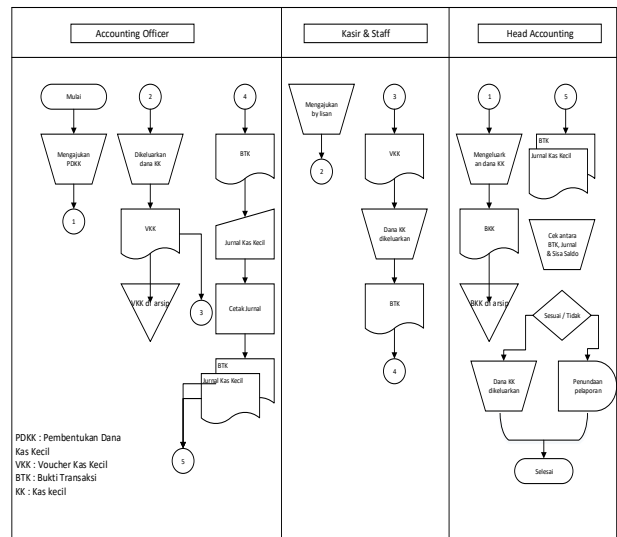 Accounting Officer
Kasir & Staff
Head Accounting
Mulai
Mengajukan
PDKK
1
2
Dikeluarkan
dana KK
VKK
VKK di arsip
3
4
BTK
Jurnal Kas Kecil
Cetak Jurnal
BTK
Jurnal Kas Kecil
5
PDKK : Pembentukan Dana
Kas Kecil
VKK : Voucher Kas Kecil
BTK : Bukti Transaksi
KK : Kas kecil
Mengajukan
by lisan
2
3
VKK
Dana KK
dikeluarkan
BTK
4
1
Mengeluark
an dana KK
BKK
BKK di arsip
Dana KK
dikeluarkan
5
BTK
Jurnal Kas Kecil
Cek antara
BTK, Jurnal
& Sisa Saldo
Sesuai / Tidak
Penundaan
pelaporan
Selesai